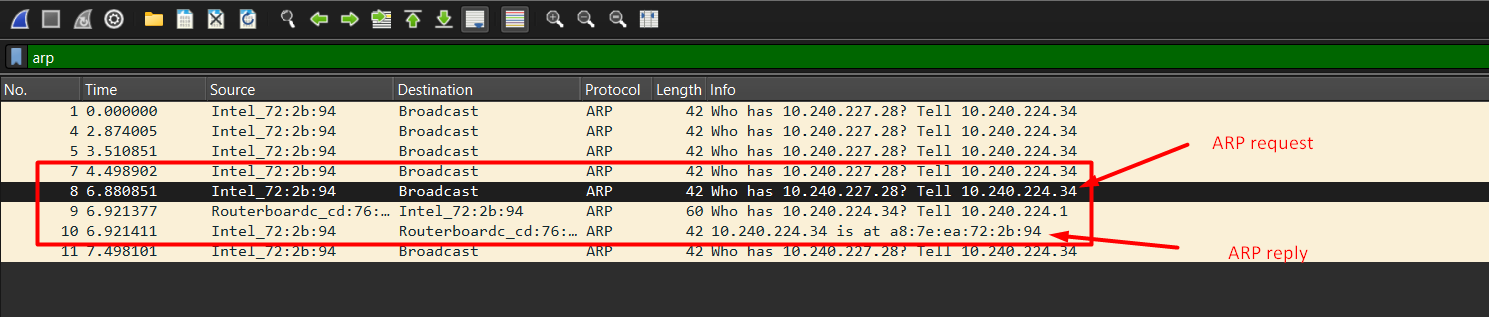 arp
No. Time Source Destination Protocol Length Info
1 0.000000 Intel_72:2b:94 Broadcast ARP 42 Who has 10.240.227.28? Tell 10.240.224.34
4 2.874005 Intel_72:2b:94 Broadcast ARP 42 Who has 10.240.227.28? Tell 10.240.224.34
5 3.510851 Intel_72:2b:94 Broadcast ARP 42 Who has 10.240.227.28? Tell 10.240.224.34
ARP request
7 4.498902 Intel_72:2b:94 Broadcast ARP 42 Who has 10.240.227.28? Tell 10.240.224.34
8 6.880851 Intel_72:2b:94 Broadcast ARP 42 Who has 10.240.227.28? Tell 10.240.224.34
9 6.921377 Routerboardc_cd:76:… Intel_72:2b:94 ARP 60 Who has 10.240.224.34? Tell 10.240.224.1
10 6.921411 Intel_72:2b:94 Routerboardc_cd:76:… ARP 42 10.240.224.34 is at a8:7e:ea:72:2b:94
11 7.498101 Intel_72:2b:94 Broadcast ARP 42 Who has 10.240.227.28? Tell 10.240.224.34
ARP reply